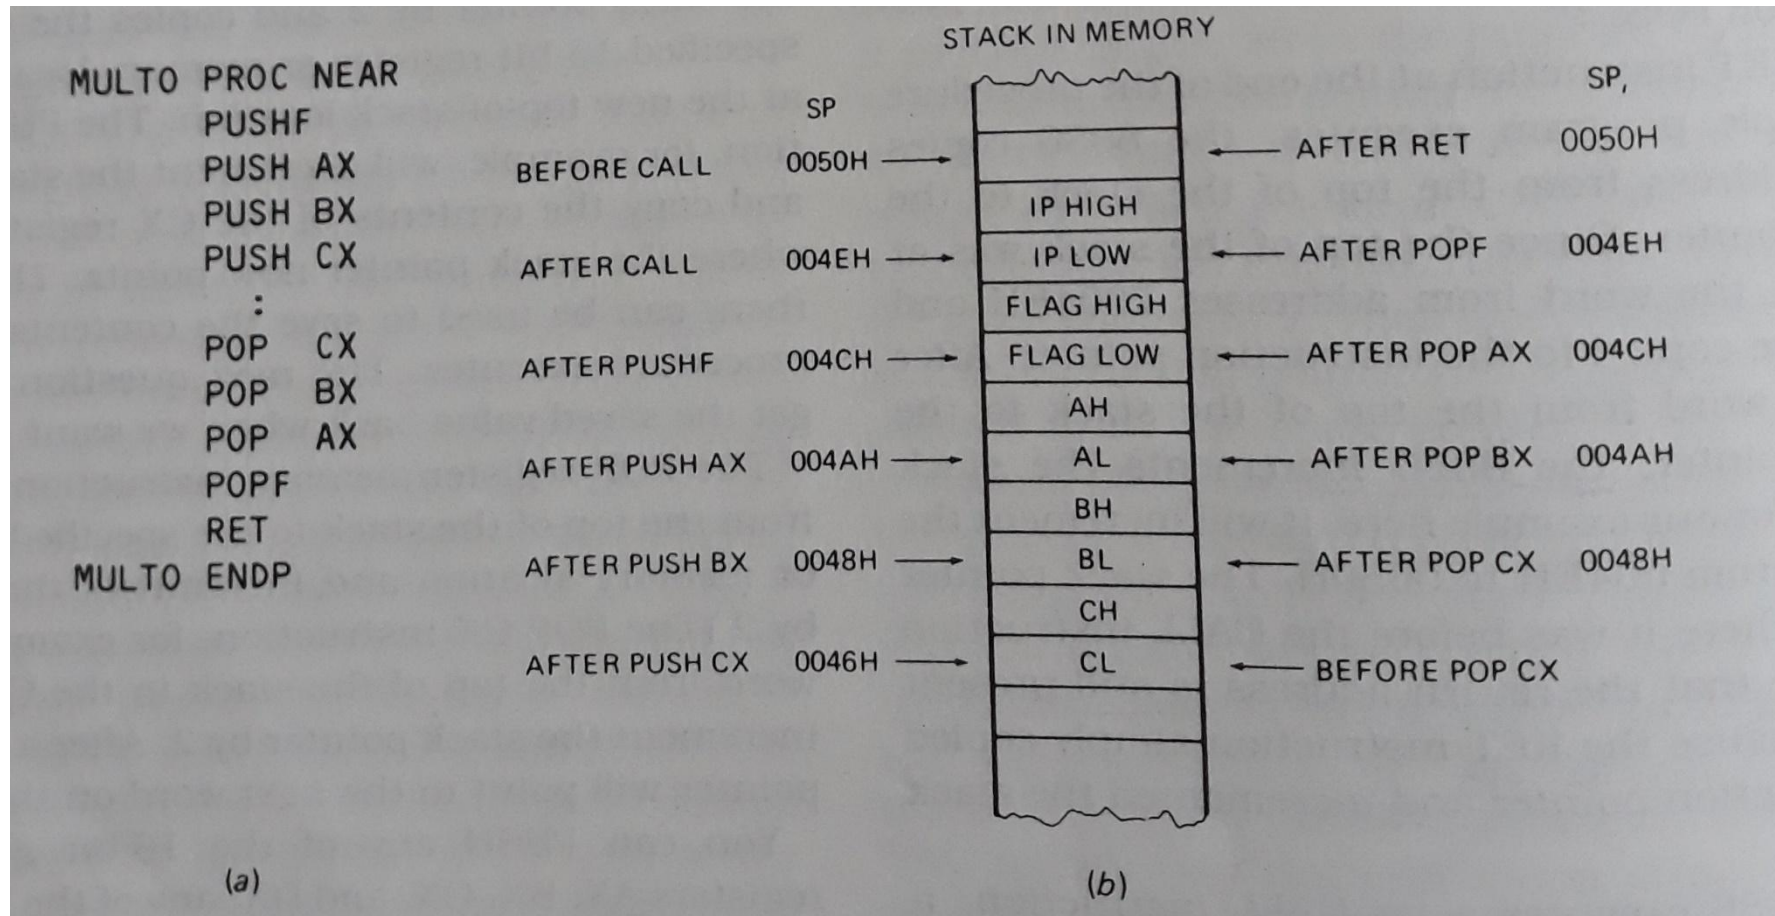 MULTO PROC NEAR
PUSHF
PUSH AX
PUSH BX
PUSH CX
:
POP CX
POP BX
POP AX
POPF
RET
MULTO ENDP
(a)
STACK IN MEMORY
SP
SP,
BEFORE CALL 0050H
AFTER RET 0050H
IP HIGH
AFTER CALL 004EH IP LOW AFTER POPF 004EH
FLAG HIGH
AFTER PUSHF 004CH FLAG LOW AFTER POP AX 004CH
AH
AFTER PUSH AX 004AH AL AFTER POP BX 004AH
BH
AFTER PUSH BX 0048H BL AFTER POP CX 0048H
CH
AFTER PUSH CX 0046H CL BEFORE POP CX
(b)